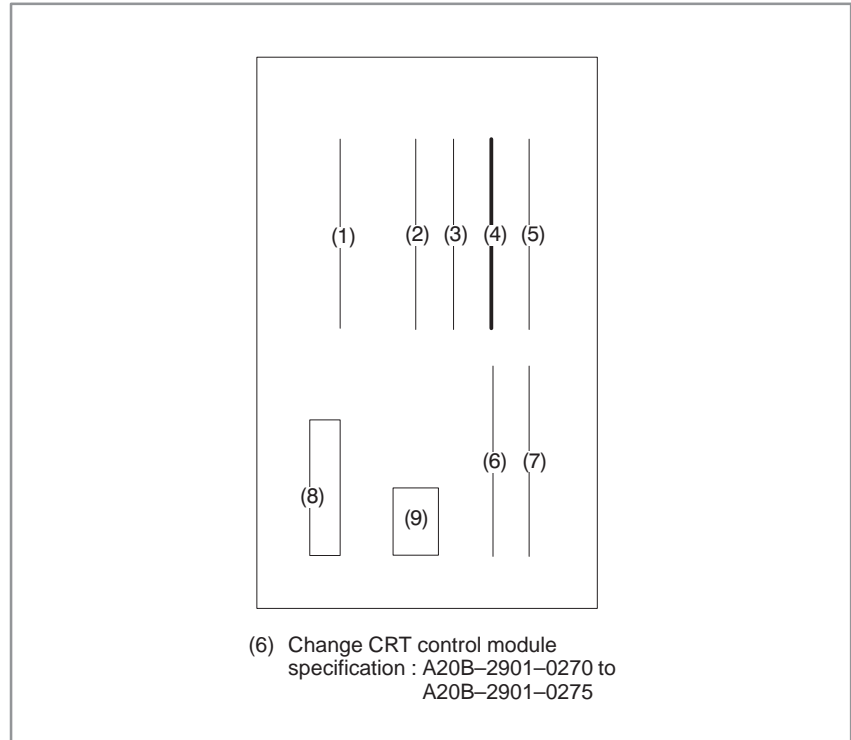 (1) (2) (3) (4) (5)
(6) (7)
(8)
(9)
(6) Change CRT control module
specification : A20B–2901–0270 to
A20B–2901–0275